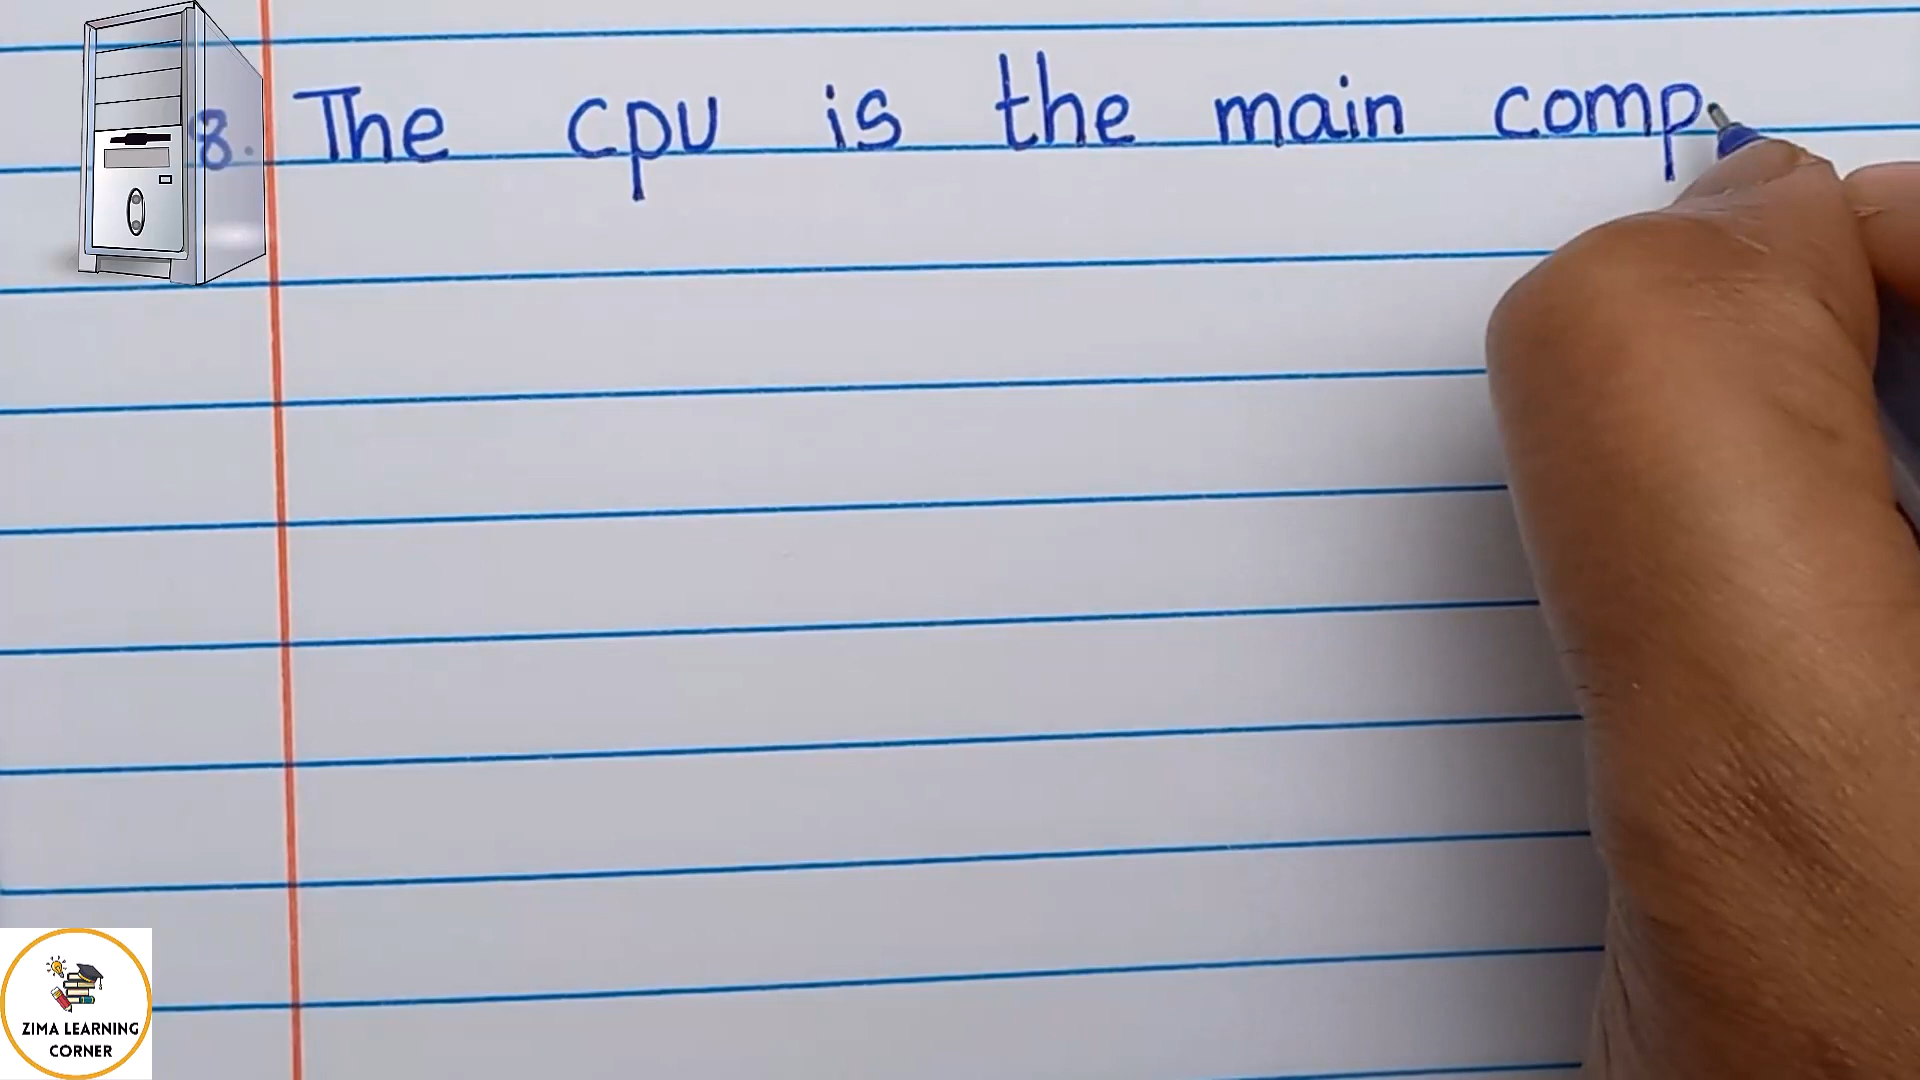 8. The cpu is the main comp
ZIMA LEARNING
CORNER